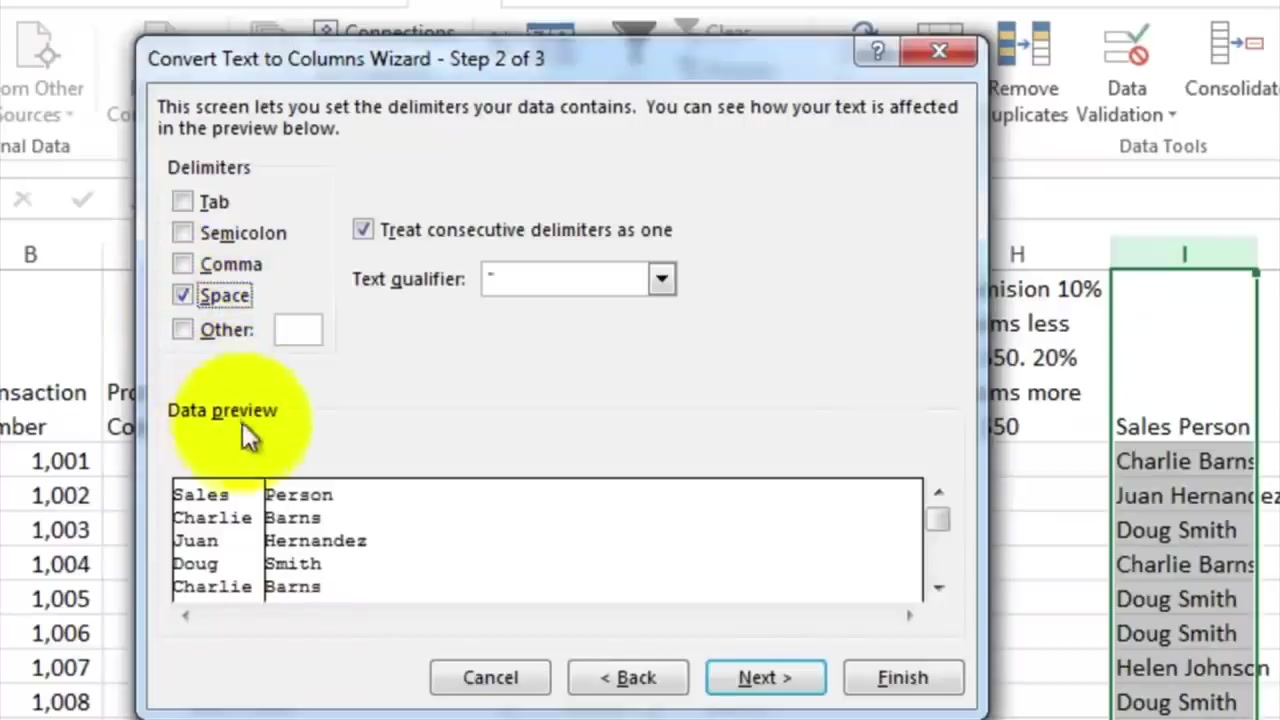 Connections
Clear
om Other
Sources
Remove
Data
Consolidat
uplicates
Validation
nal Data
Data Tools
Convert Text to Columns Wizard - Step 2 of 3
?
This screen lets you set the delimiters your data contains. You can see how your text is affected
in the preview below.
Delimiters
Tab
Semicolon
Comma
Space
Other:
Treat consecutive delimiters as one
Text qualifier: "
Data preview
Sales Person
Charlie Barns
Juan Hernandez
Doug Smith
Charlie Barns
Cancel
< Back
Next >
Finish
B
nsaction
mber
1,001
1,002
1,003
1,004
1,005
1,006
1,007
1,008
Pro
Co
H
mision 10%
ms less
$50. 20%
ms more
$50
I
Sales Person
Charlie Barns
Juan Hernandez
Doug Smith
Charlie Barns
Doug Smith
Doug Smith
Helen Johnson
Doug Smith